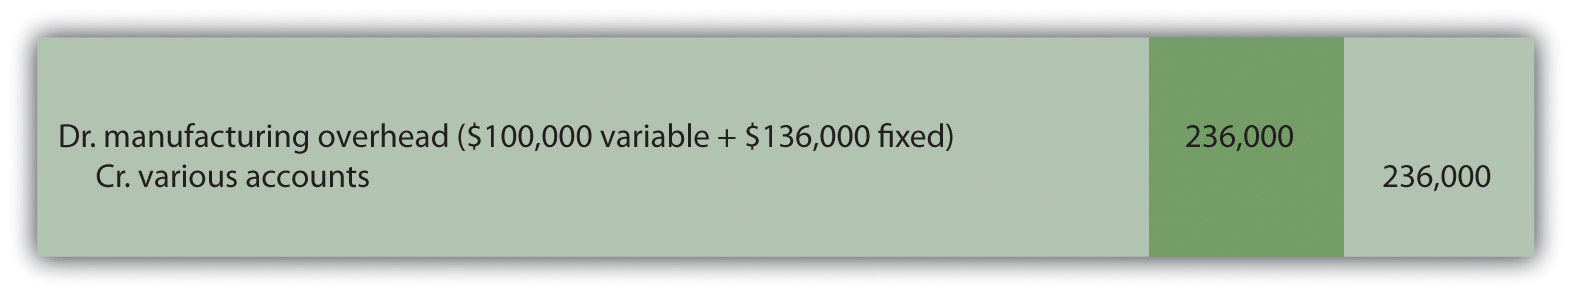 Dr. manufacturing overhead ($100,000 variable + $136,000 fixed) 236,000
Cr. various accounts 236,000